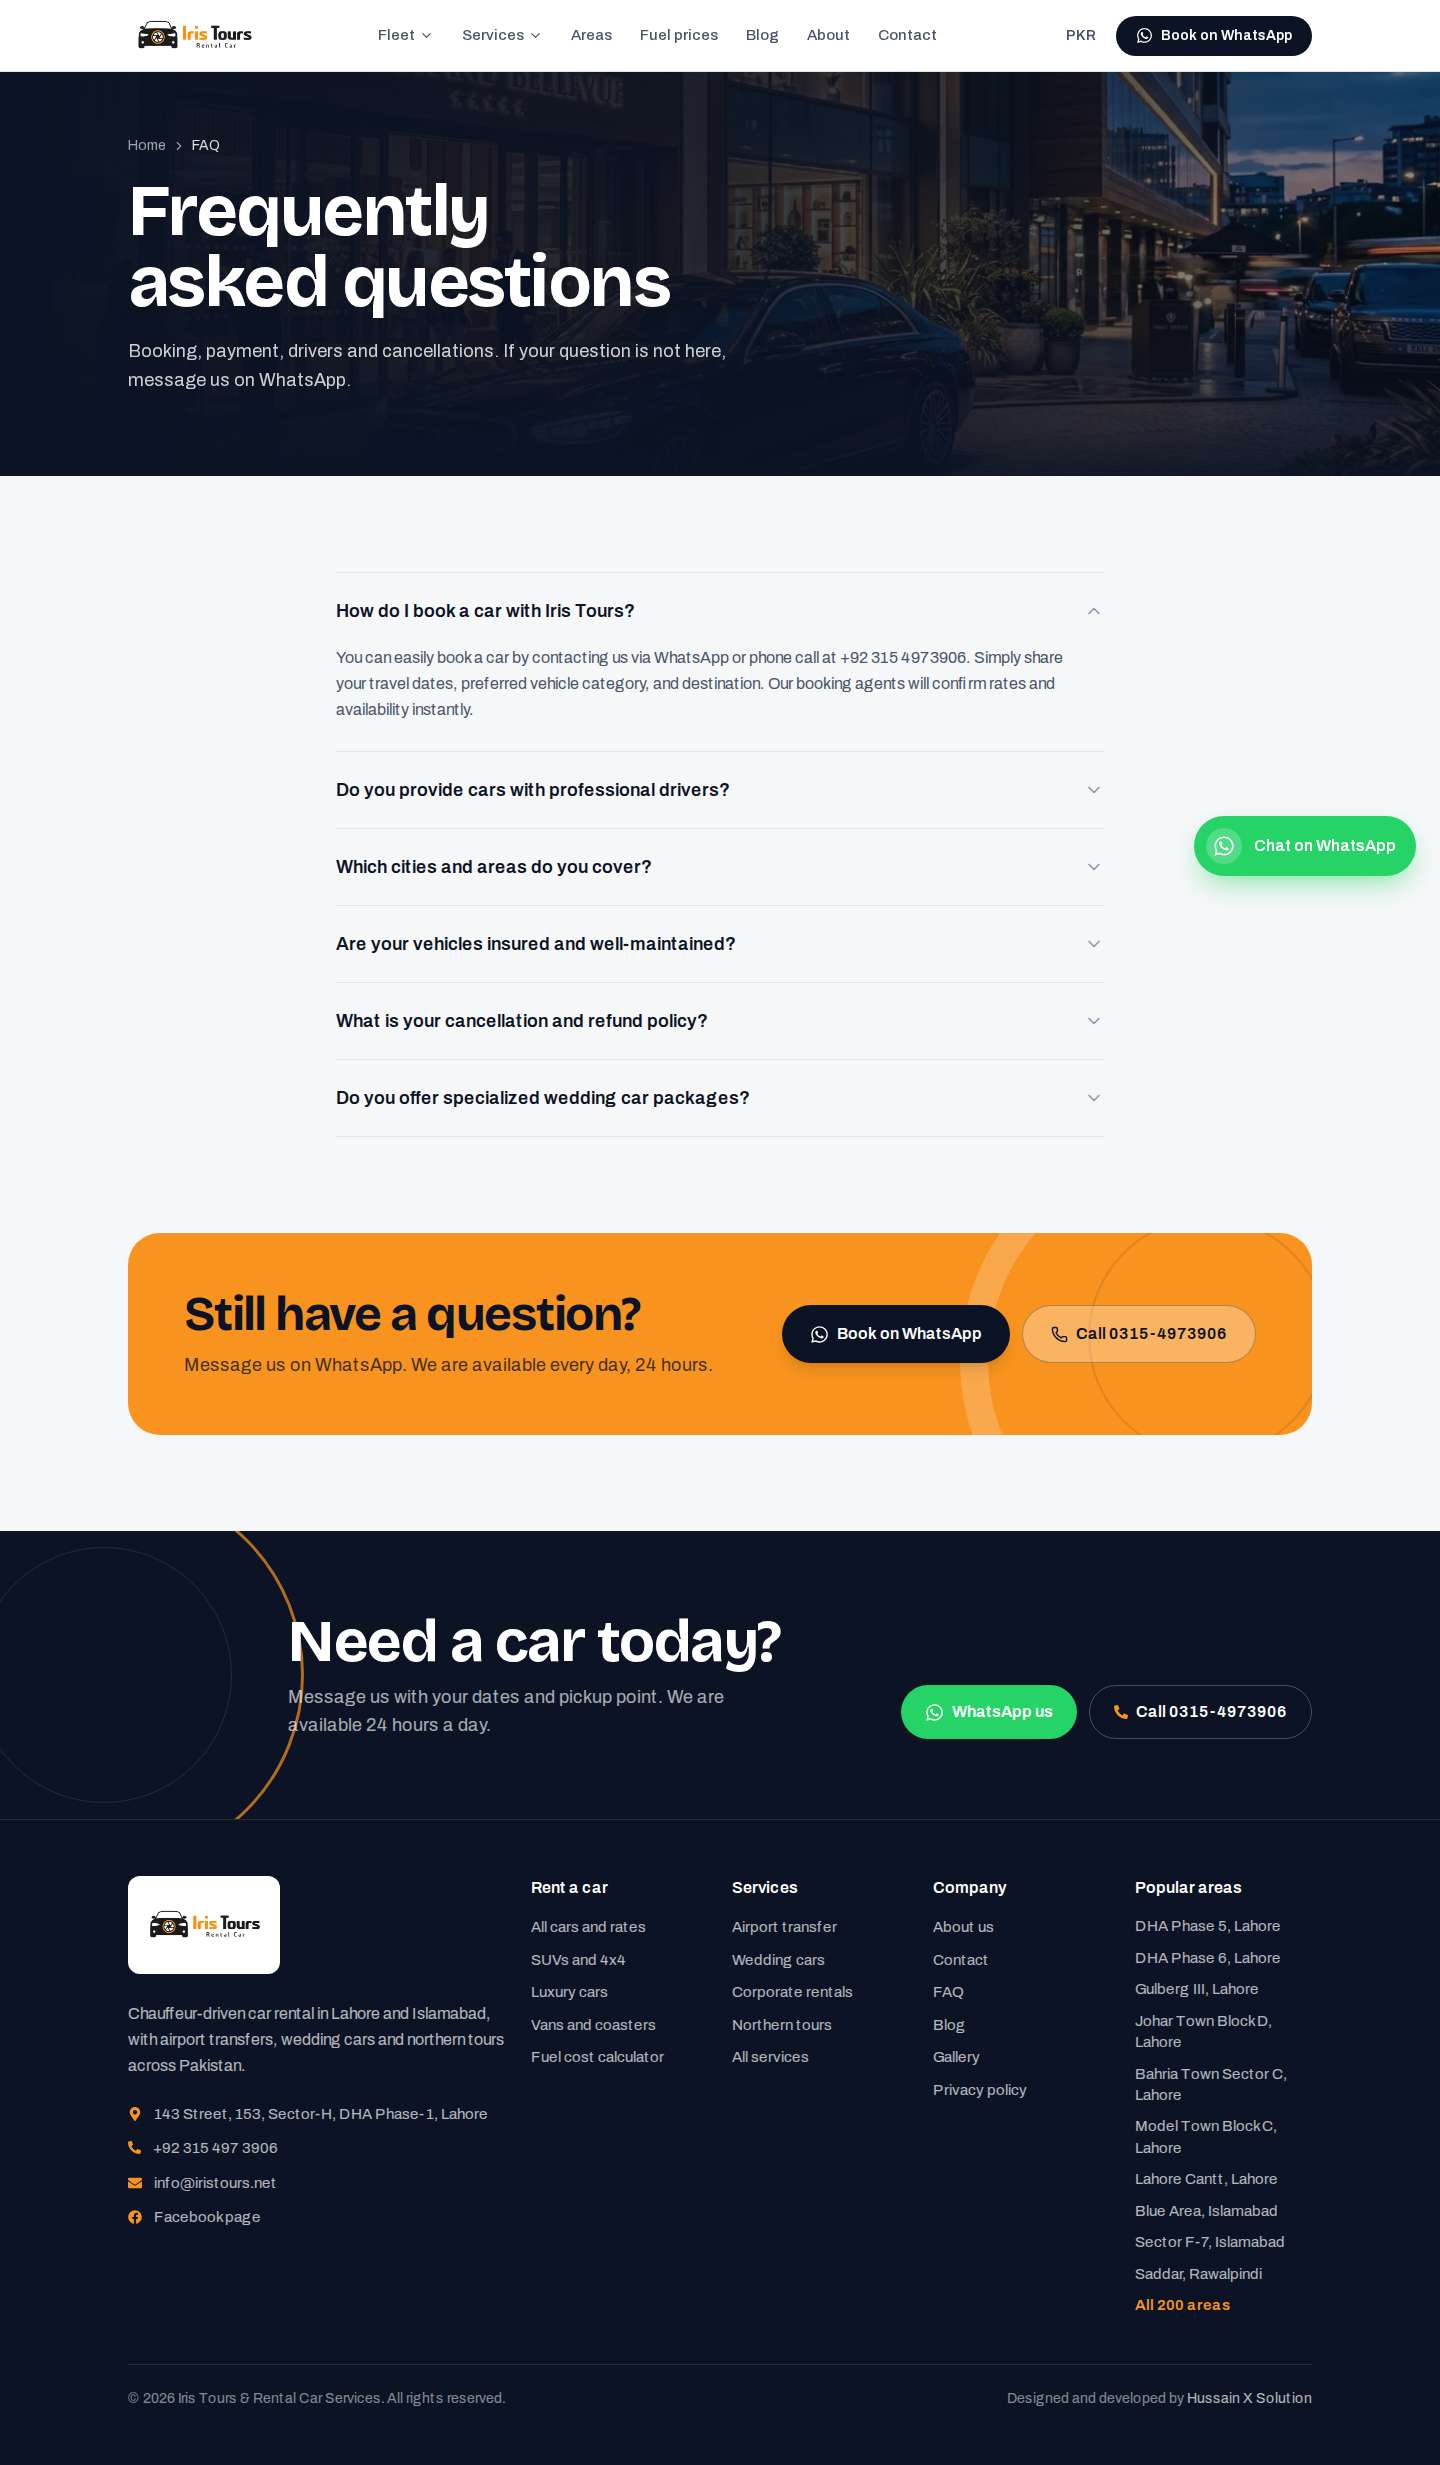 Iris Tours
Rental Car
Fleet
Services
Areas
Fuel prices
Blog
About
Contact
PKR
Book on WhatsApp
Home > FAQ
Frequently
asked questions
Booking, payment, drivers and cancellations. If your question is not here,
message us on WhatsApp.
How do I book a car with Iris Tours?
You can easily book a car by contacting us via WhatsApp or phone call at +92 315 4973906. Simply share
your travel dates, preferred vehicle category, and destination. Our booking agents will confirm rates and
availability instantly.
Do you provide cars with professional drivers?
Which cities and areas do you cover?
Are your vehicles insured and well-maintained?
What is your cancellation and refund policy?
Do you offer specialized wedding car packages?
Chat on WhatsApp
Still have a question?
Message us on WhatsApp. We are available every day, 24 hours.
Book on WhatsApp
Call 0315-4973906
Need a car today?
Message us with your dates and pickup point. We are
available 24 hours a day.
WhatsApp us
Call 0315-4973906
Iris Tours
Rental Car
Chauffeur-driven car rental in Lahore and Islamabad,
with airport transfers, wedding cars and northern tours
across Pakistan.
143 Street, 153, Sector-H, DHA Phase-1, Lahore
+92 315 497 3906
info@iristours.net
Facebook page
Rent a car
All cars and rates
SUVs and 4x4
Luxury cars
Vans and coasters
Fuel cost calculator
Services
Airport transfer
Wedding cars
Corporate rentals
Northern tours
All services
Company
About us
Contact
FAQ
Blog
Gallery
Privacy policy
Popular areas
DHA Phase 5, Lahore
DHA Phase 6, Lahore
Gulberg III, Lahore
Johar Town Block D,
Lahore
Bahria Town Sector C,
Lahore
Model Town Block C,
Lahore
Lahore Cantt, Lahore
Blue Area, Islamabad
Sector F-7, Islamabad
Saddar, Rawalpindi
All 200 areas
© 2026 Iris Tours & Rental Car Services. All rights reserved.
Designed and developed by Hussain X Solution